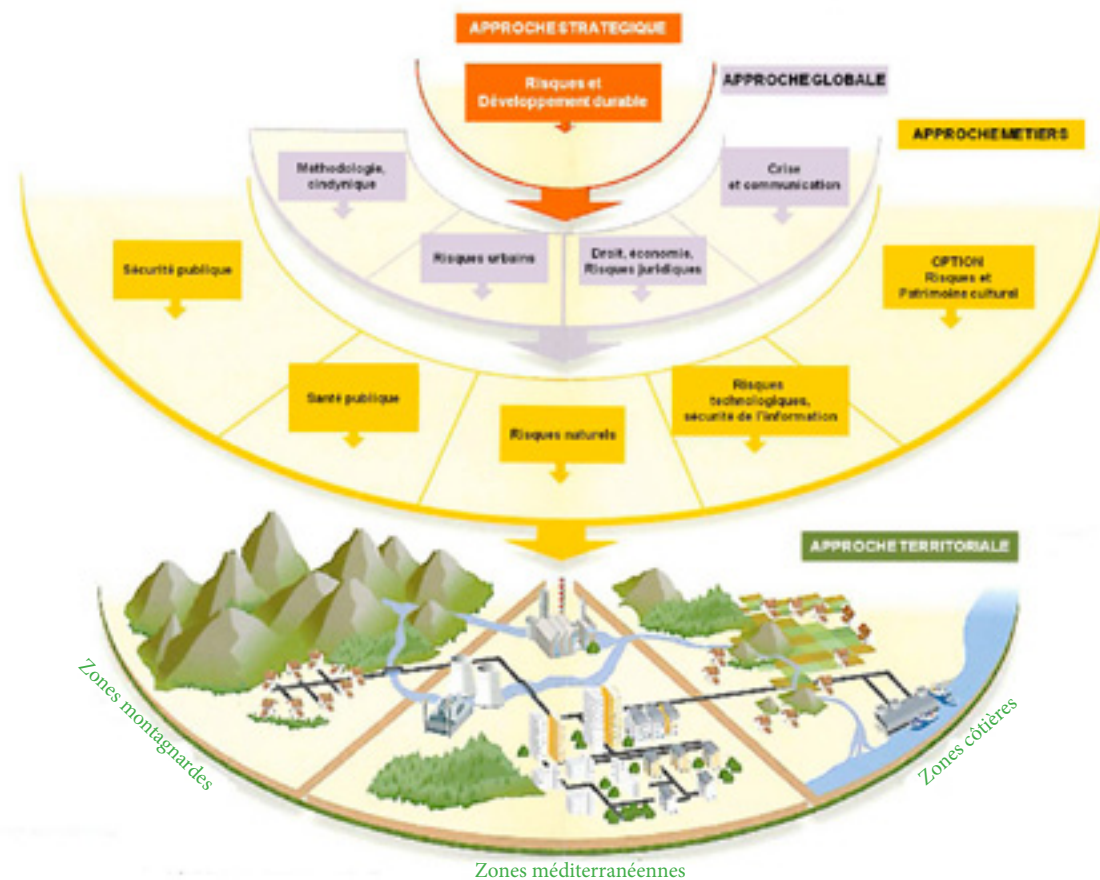 APPROCHE STRATEGIQUE
Risques et
Développement durable
APPROCHE GLOBALE
APPROCHE METIERS
Méthodologie,
cindynique
Crise
et communication
Risques urbains
Droit, économie,
Risques juridiques
Sécurité publique
OPTION
Risques et
Patrimoine culturel
Santé publique
Risques naturels
Risques
technologiques,
sécurité de l'information
APPROCHE TERRITORIALE
Zones montagnardes
Zones côtières
Zones méditerranéennes